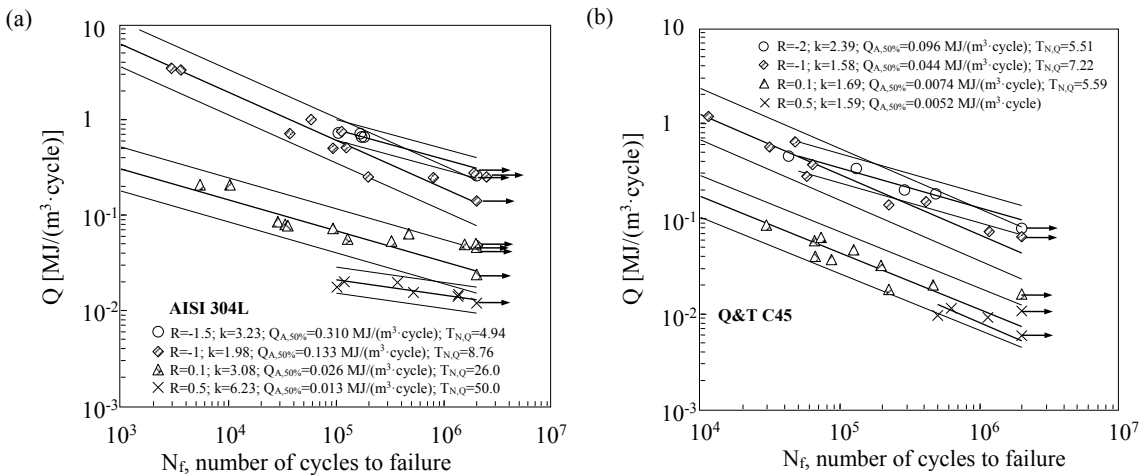 (a)
10
1
10⁻¹
10⁻²
10⁻³
Q [MJ/(m³·cycle)]
AISI 304L
R=-1.5; k=3.23; Q_A,50%=0.310 MJ/(m³·cycle); T_N,Q=4.94
R=-1; k=1.98; Q_A,50%=0.133 MJ/(m³·cycle); T_N,Q=8.76
R=0.1; k=3.08; Q_A,50%=0.026 MJ/(m³·cycle); T_N,Q=26.0
R=0.5; k=6.23; Q_A,50%=0.013 MJ/(m³·cycle); T_N,Q=50.0
10³ 10⁴ 10⁵ 10⁶ 10⁷
N_f, number of cycles to failure
(b)
10
1
10⁻¹
10⁻²
10⁻³
Q [MJ/(m³·cycle)]
R=-2; k=2.39; Q_A,50%=0.096 MJ/(m³·cycle); T_N,Q=5.51
R=-1; k=1.58; Q_A,50%=0.044 MJ/(m³·cycle); T_N,Q=7.22
R=0.1; k=1.69; Q_A,50%=0.0074 MJ/(m³·cycle); T_N,Q=5.59
R=0.5; k=1.59; Q_A,50%=0.0052 MJ/(m³·cycle)
Q&T C45
10⁴ 10⁵ 10⁶ 10⁷
N_f, number of cycles to failure